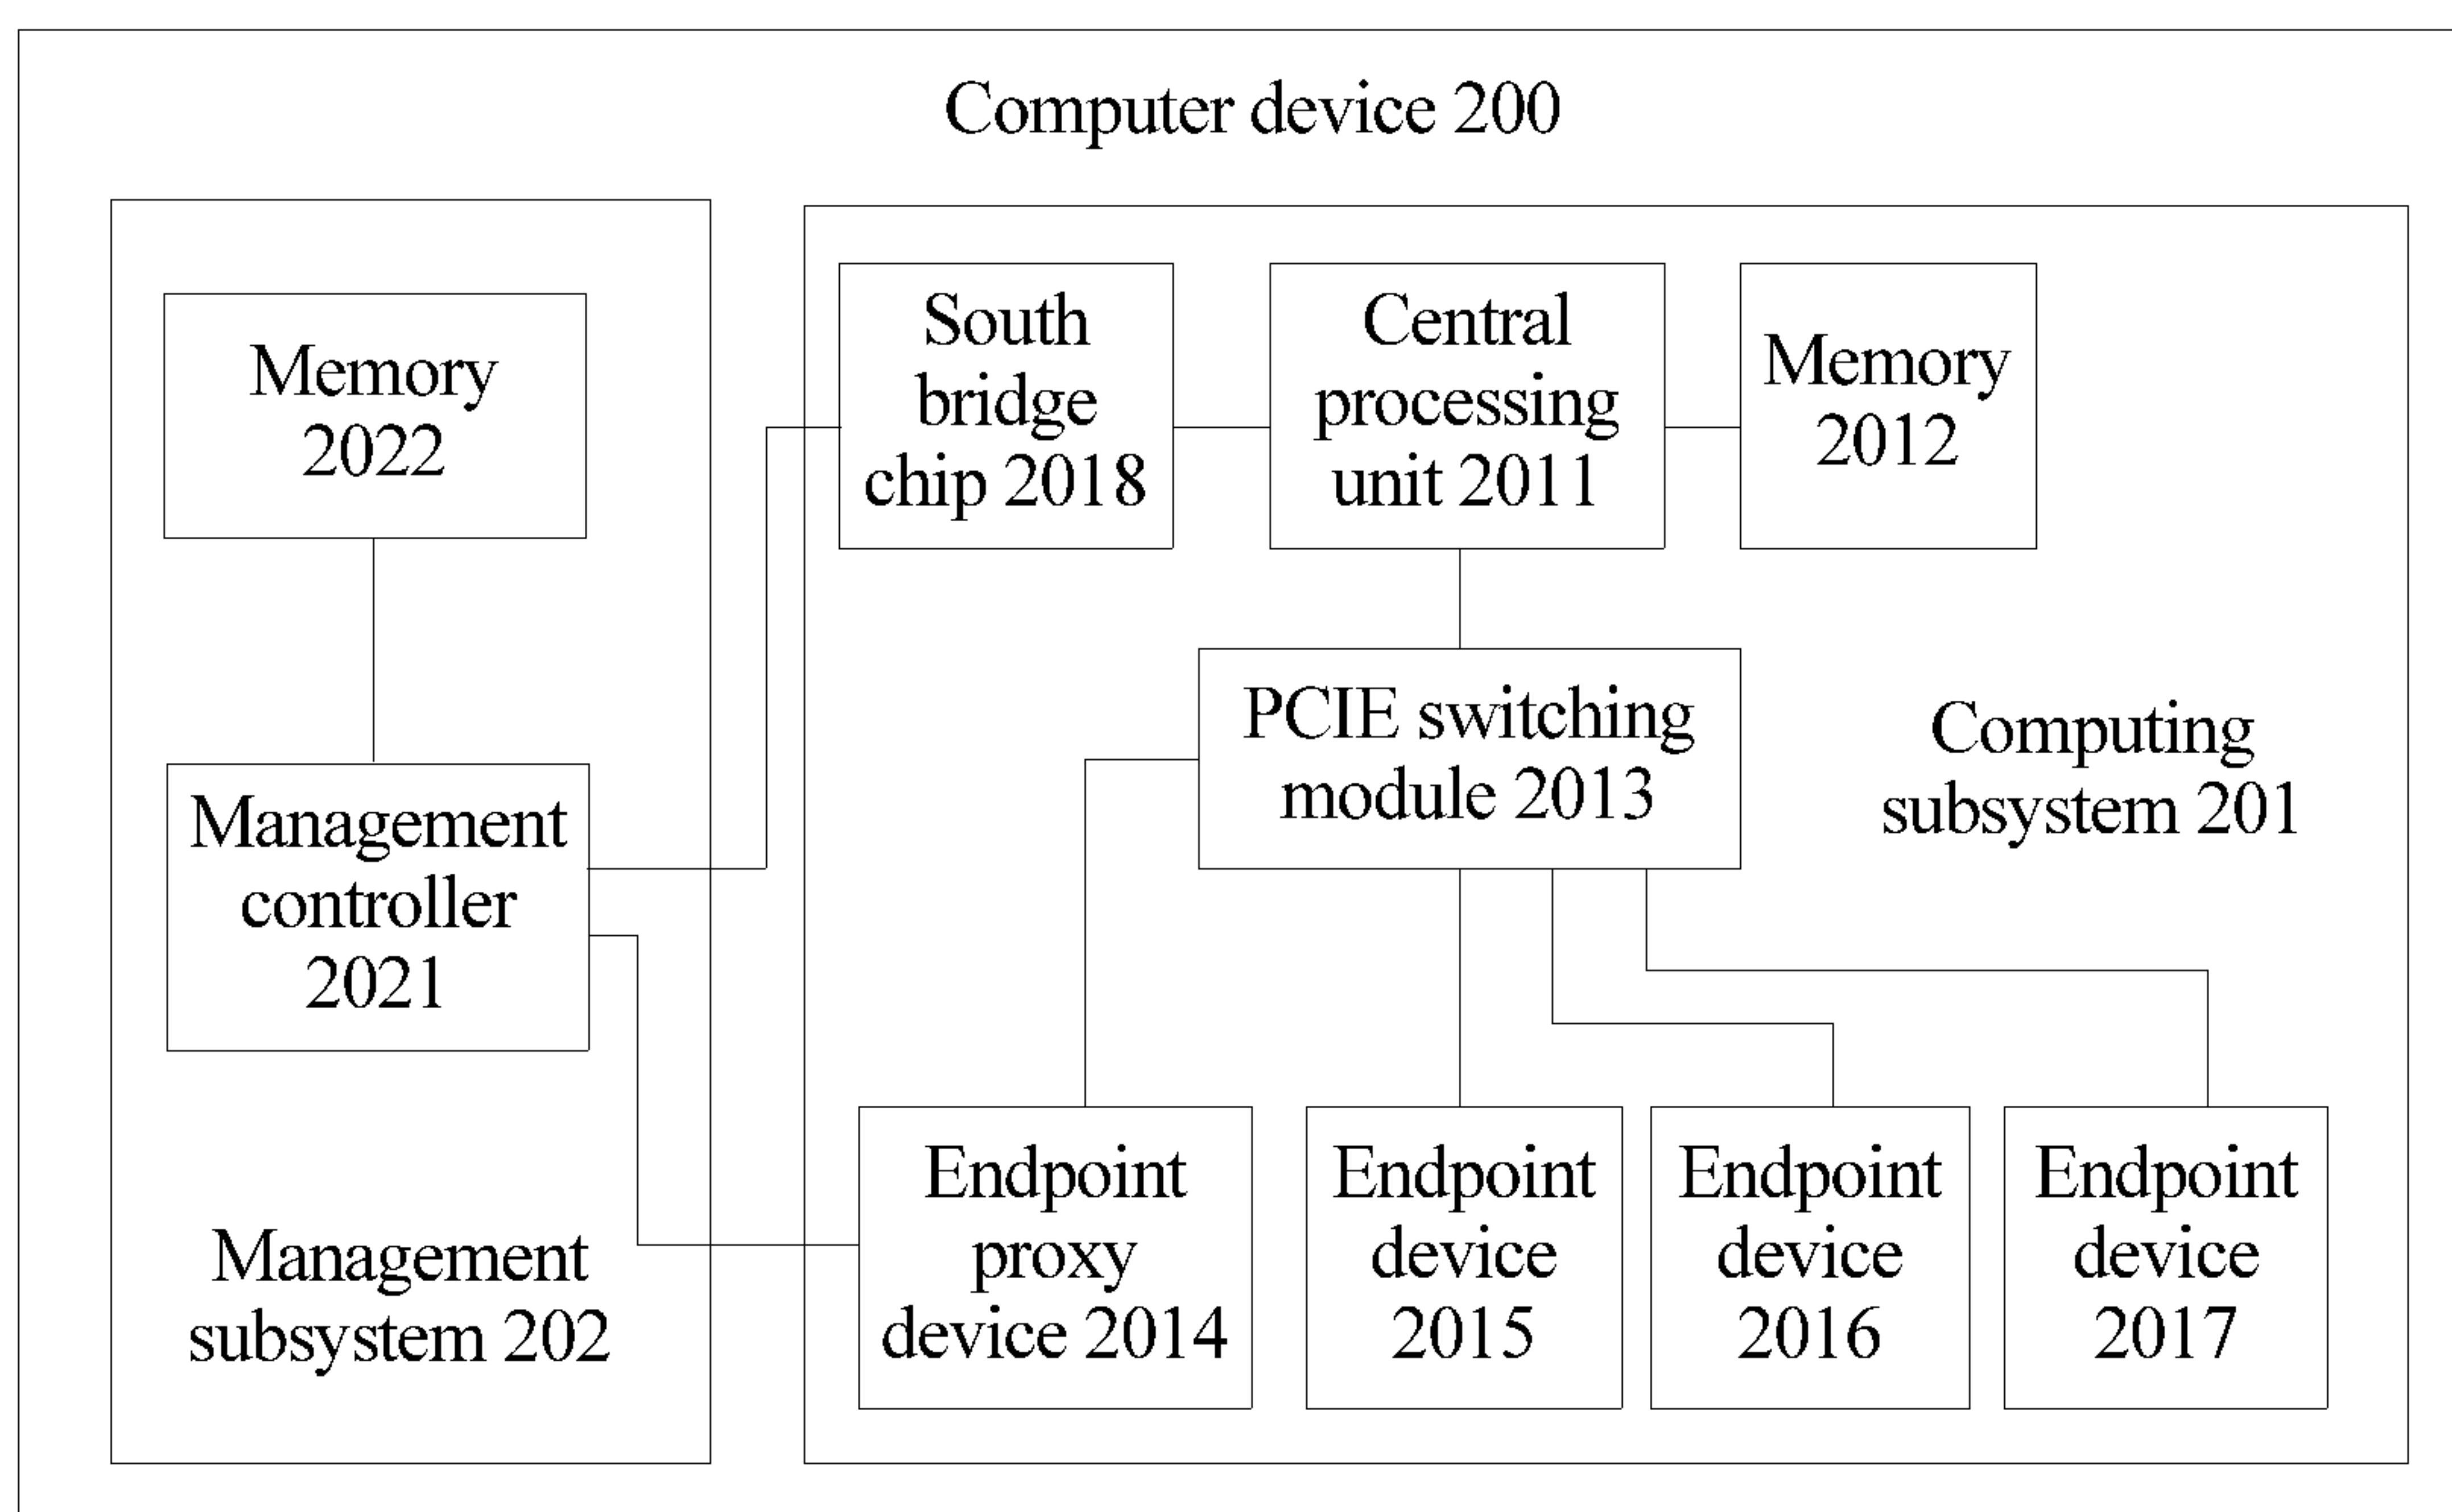 Computer device 200
Memory
2022
Management
controller
2021
Management
subsystem 202
South
bridge
chip 2018
Central
processing
unit 2011
Memory
2012
PCIE switching
module 2013
Computing
subsystem 201
Endpoint
proxy
device 2014
Endpoint
device
2015
Endpoint
device
2016
Endpoint
device
2017